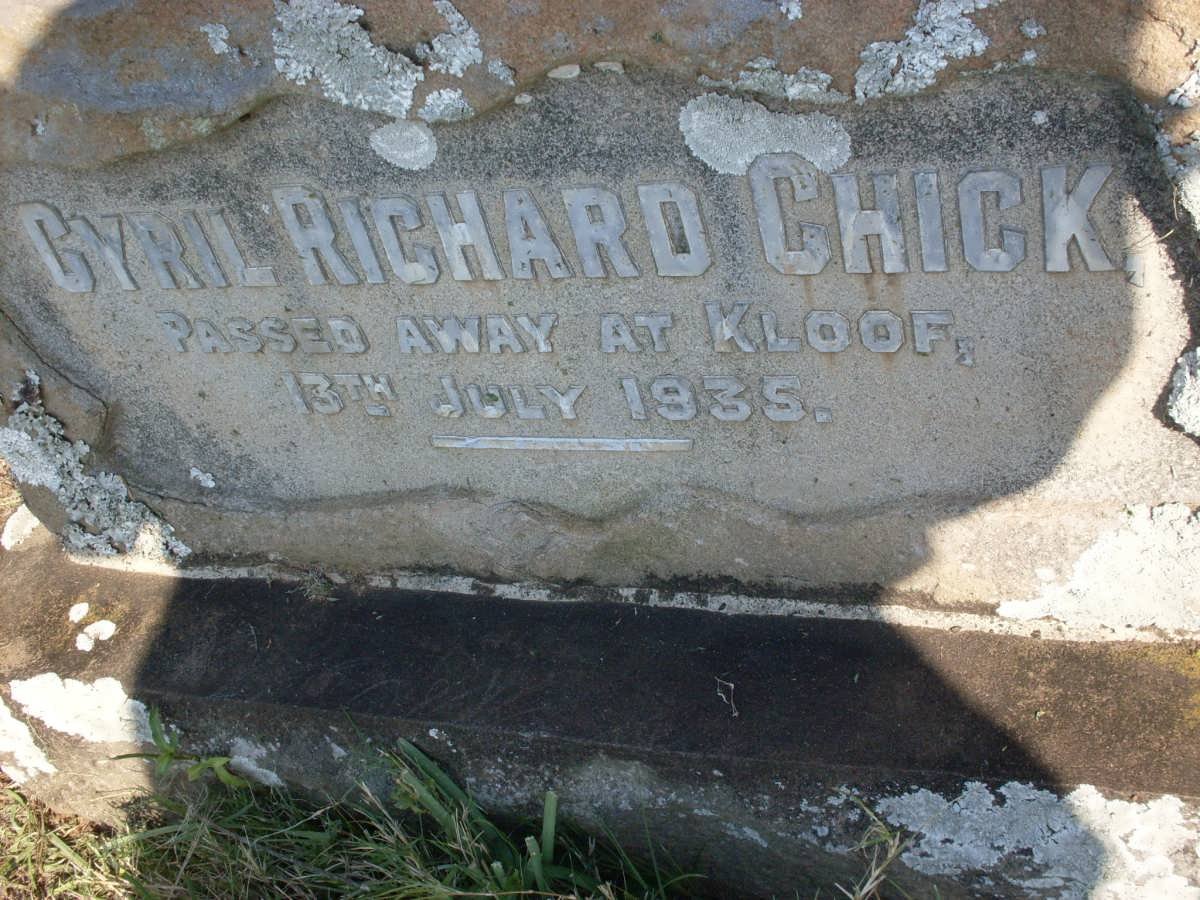 CYRIL RICHARD CHICK,
PASSED AWAY AT KLOOF,
13TH JULY 1935.